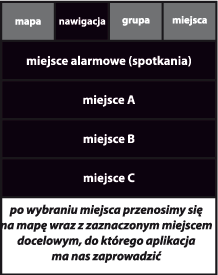 mapa nawigacja grupa miejsca
miejsce alarmowe (spotkania)
miejsce A
miejsce B
miejsce C
po wybraniu miejsca przenosimy się
na mapę wraz z zaznaczonym miejscem
docelowym, do którego aplikacja
ma nas zaprowadzić